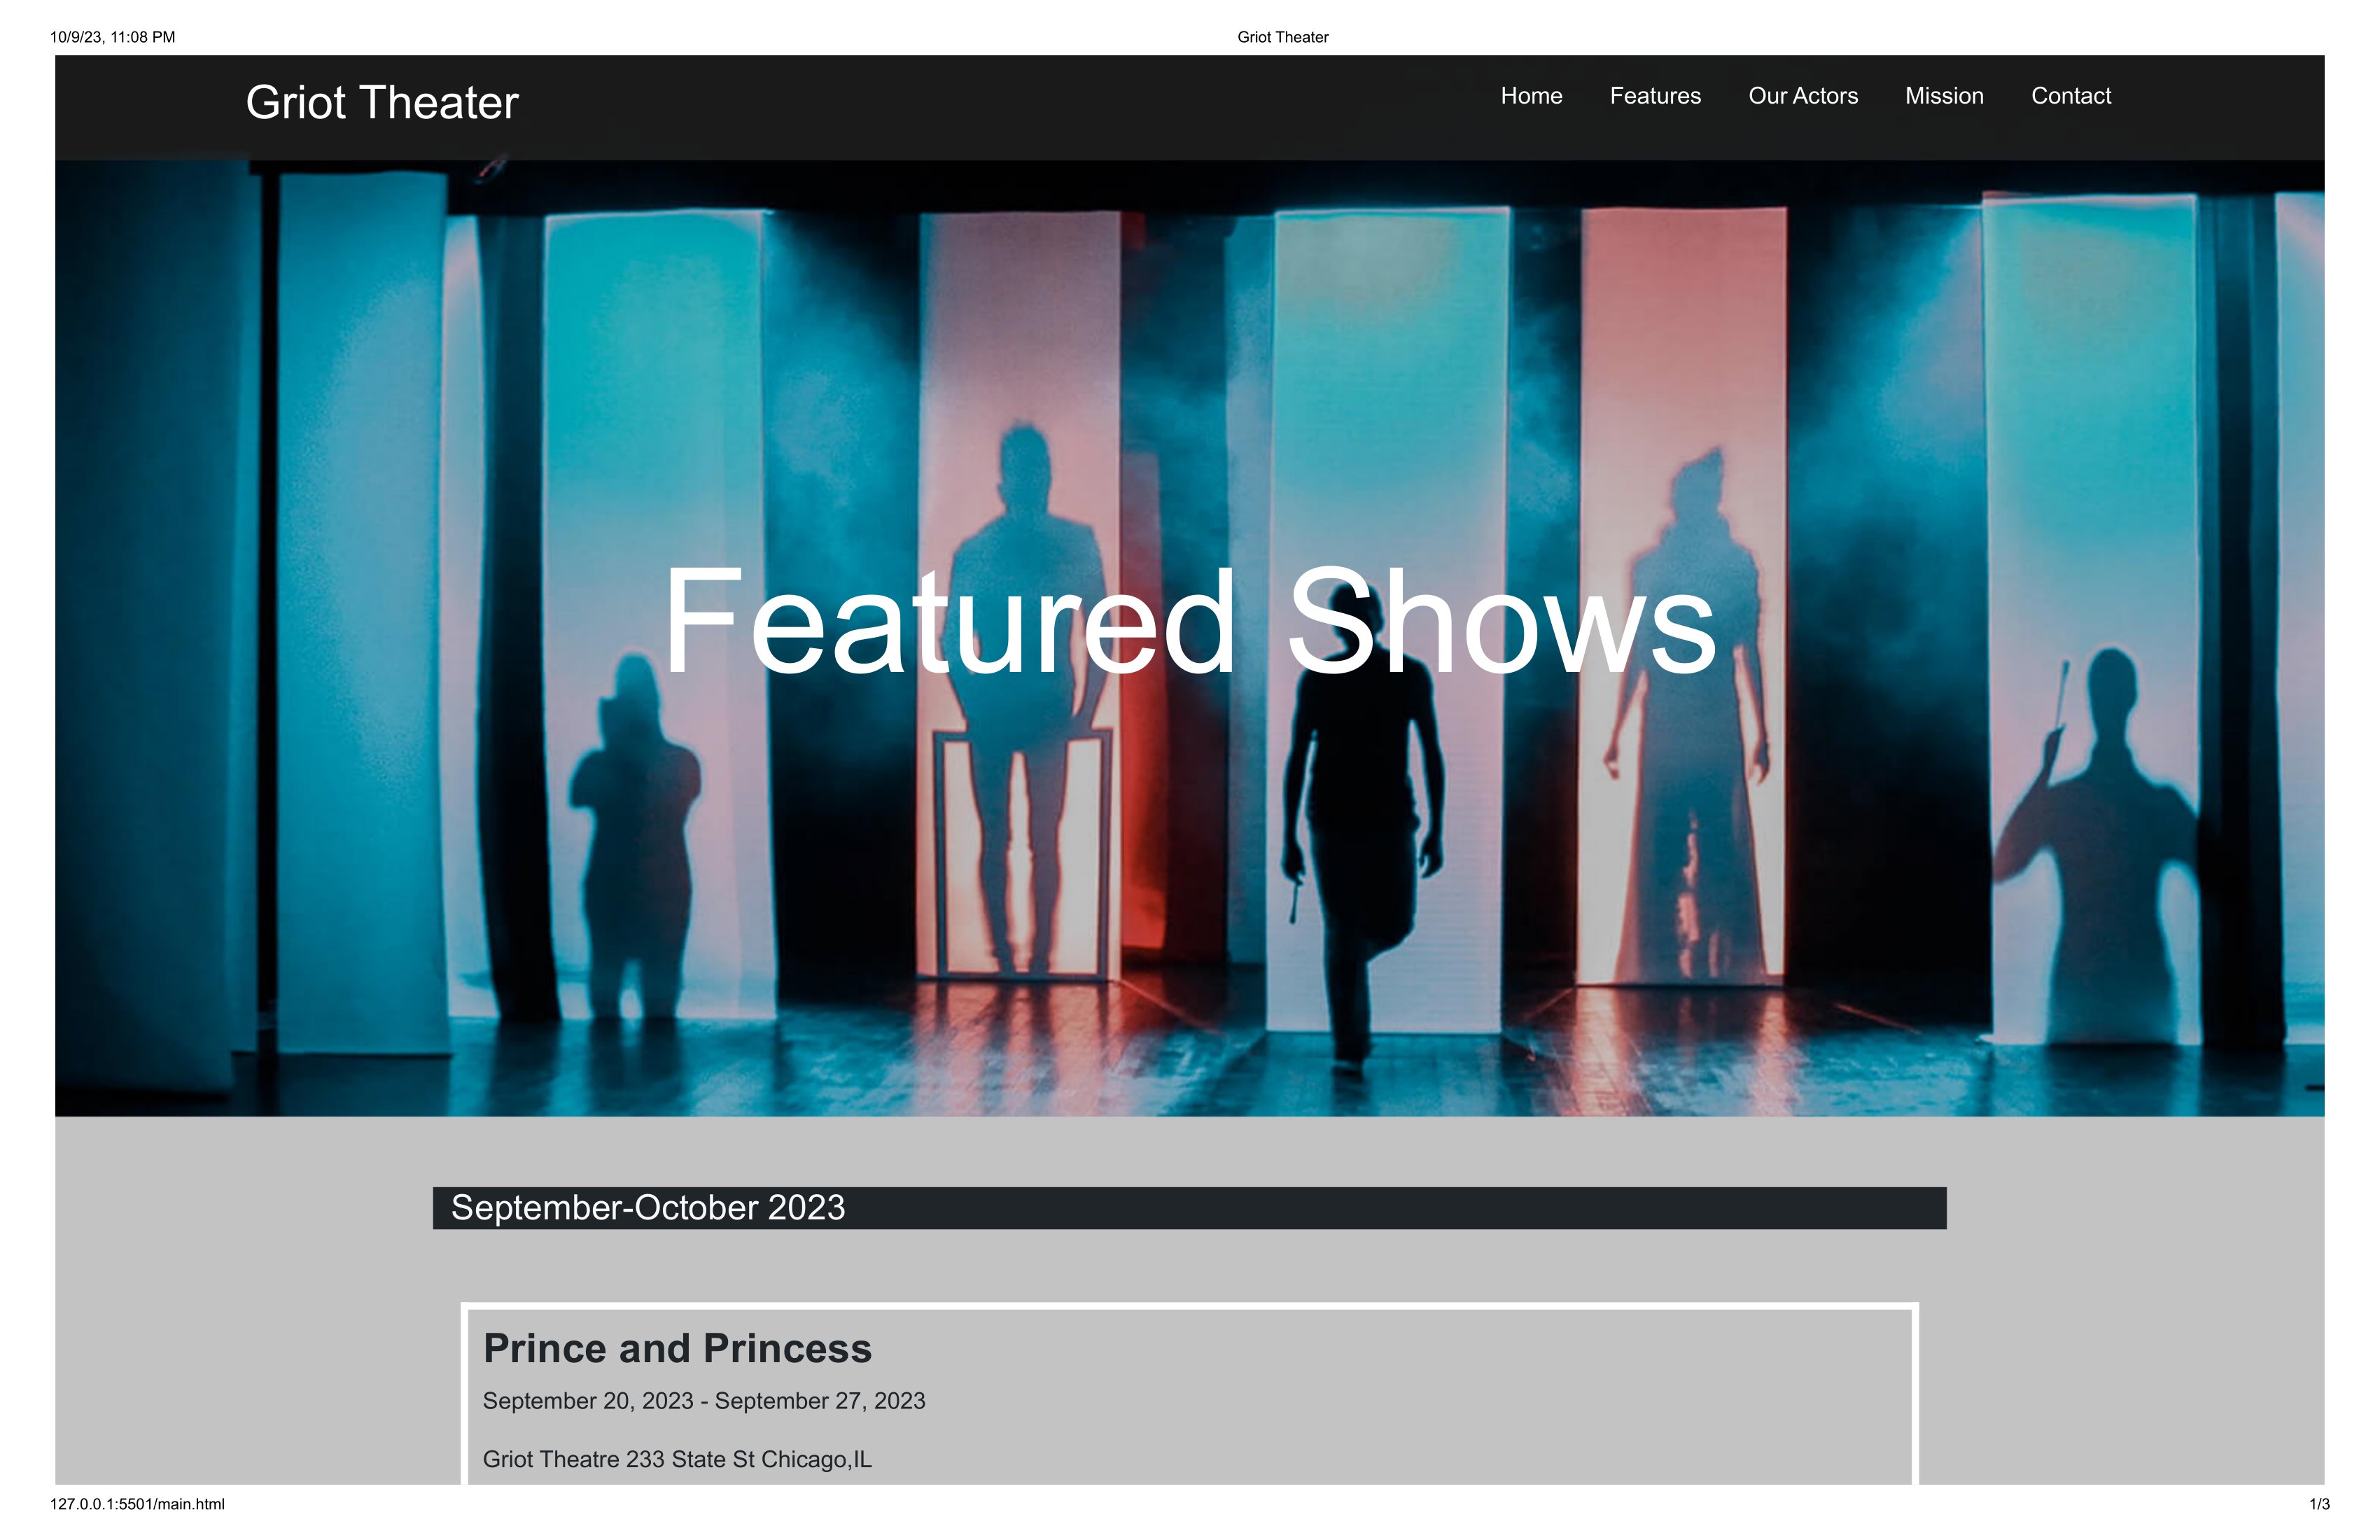 10/9/23, 11:08 PM Griot Theater
Griot Theater Home Features Our Actors Mission Contact
Featured Shows
September-October 2023
Prince and Princess
September 20, 2023 - September 27, 2023
Griot Theatre 233 State St Chicago,IL
127.0.0.1:5501/main.html 1/3